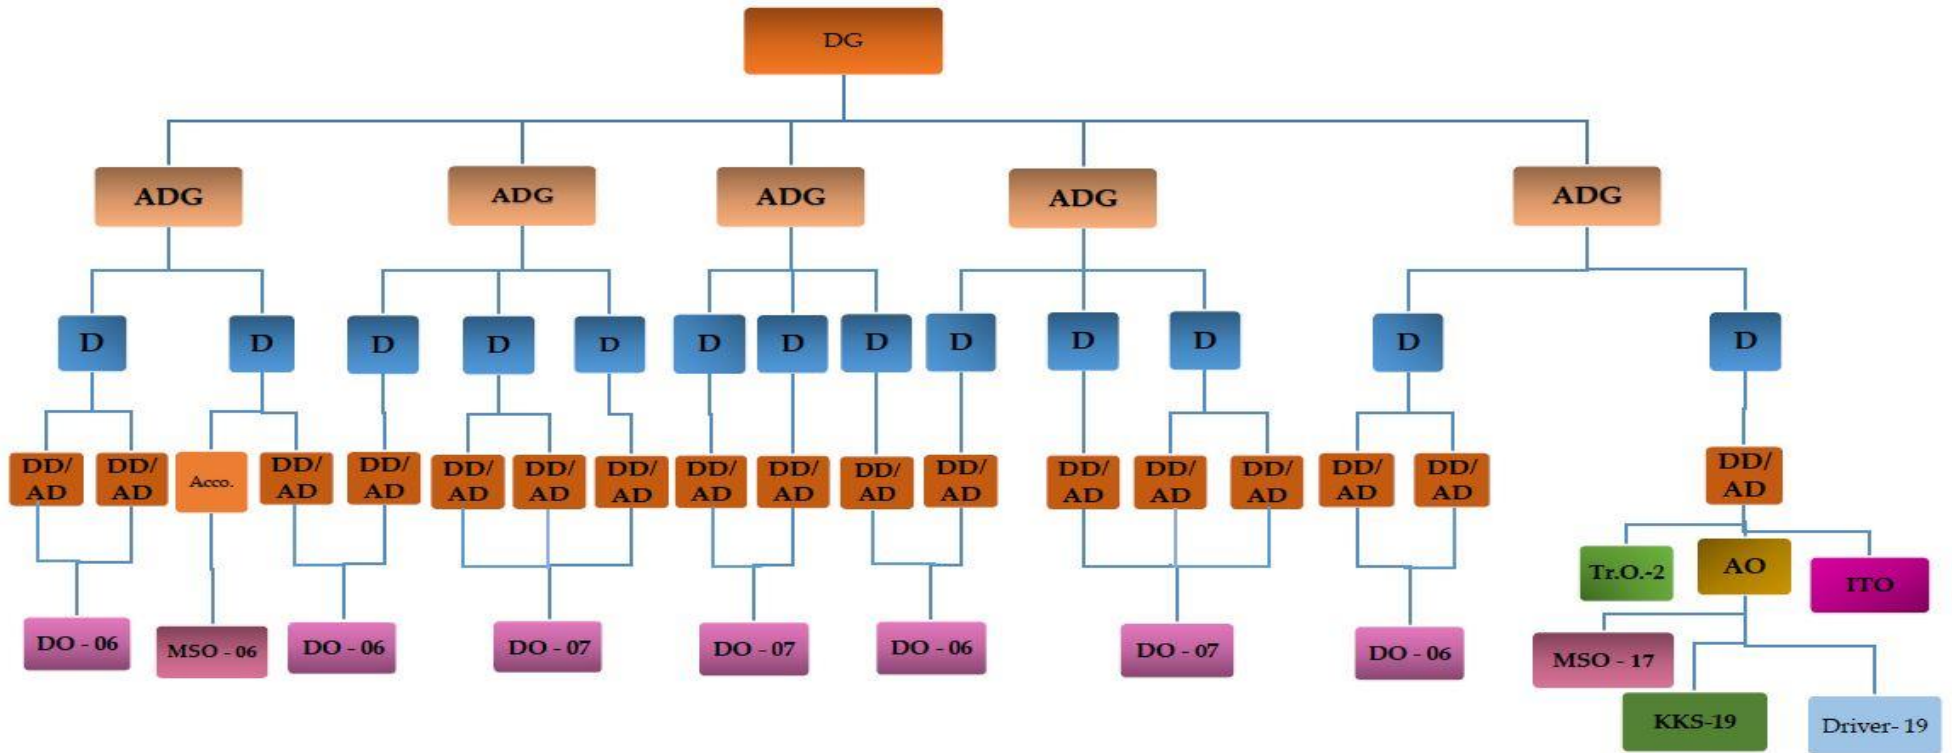 DG
ADG
ADG
ADG
ADG
ADG
D
D
D
D
D
D
D
D
D
D
D
D
D
DD/
AD
DD/
AD
Acco.
DD/
AD
DD/
AD
DD/
AD
DD/
AD
DD/
AD
DD/
AD
DD/
AD
DD/
AD
DD/
AD
DD/
AD
DD/
AD
DD/
AD
DD/
AD
DD/
AD
DD/
AD
Tr.O.-2
AO
ITO
DO - 06
MSO - 06
DO - 06
DO - 07
DO - 07
DO - 06
DO - 07
DO - 06
MSO - 17
KKS-19
Driver- 19